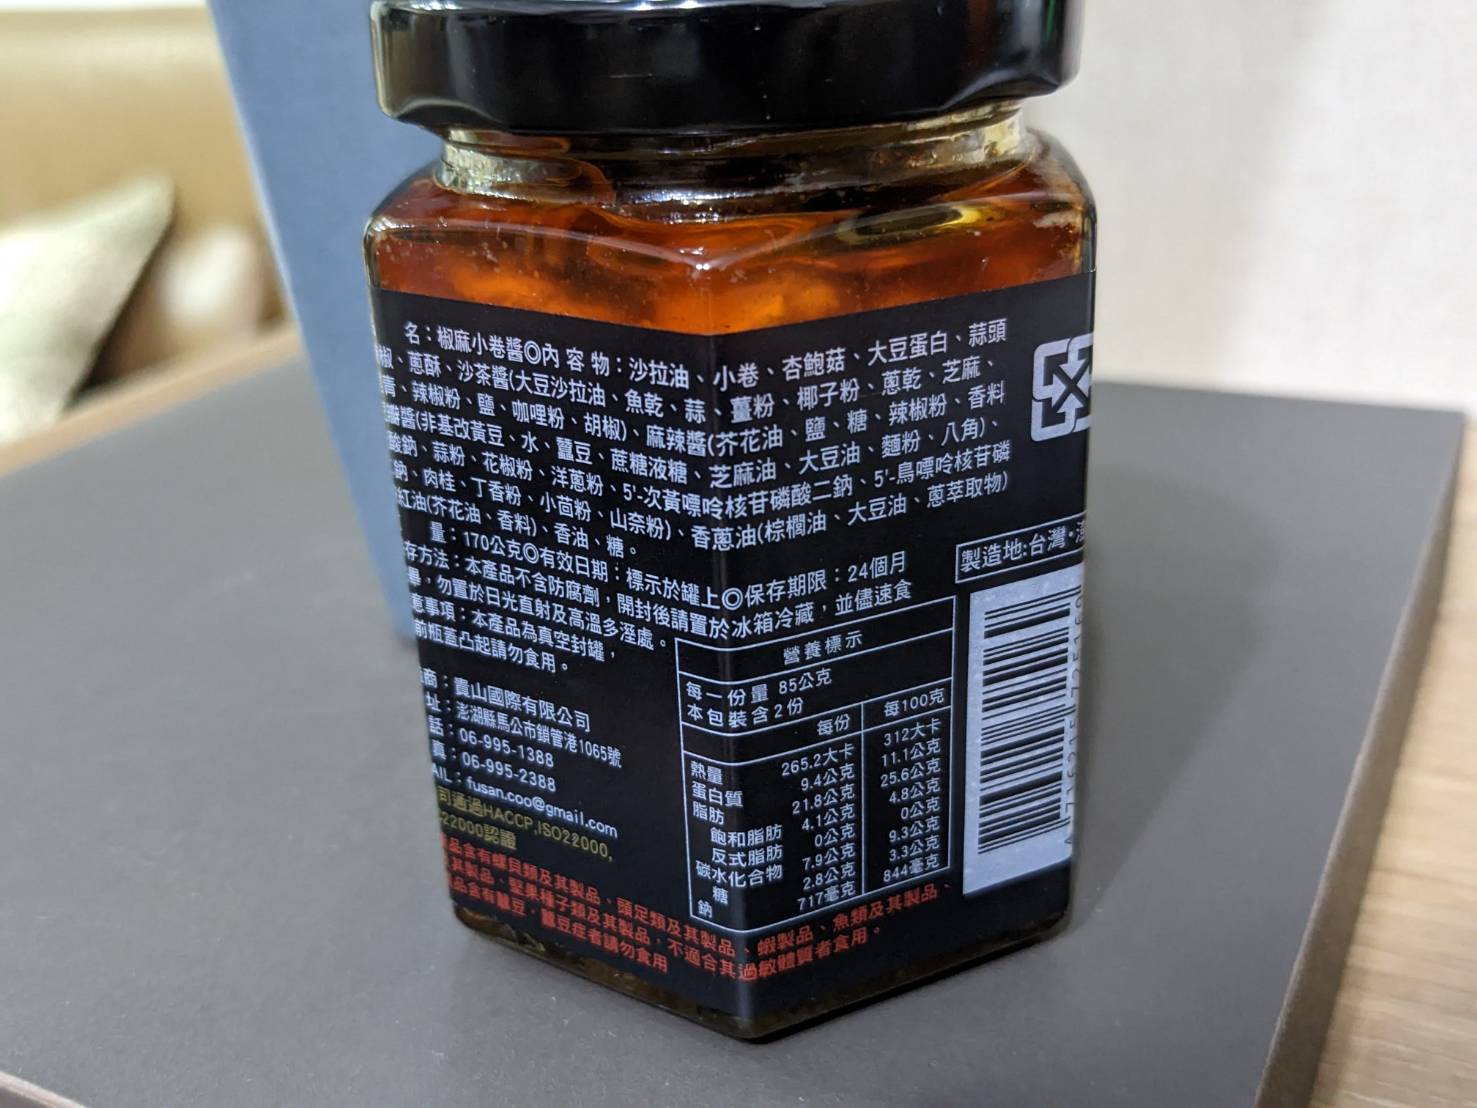 名：椒麻小卷醬◎內 容 物：沙拉油、小卷、杏鮑菇、大豆蛋白、蒜頭
椒、蔥酥、沙茶醬(大豆沙拉油、魚乾、蒜、薑粉、椰子粉、蔥乾、芝麻、
、辣椒粉、鹽、咖哩粉、胡椒)、麻辣醬(芥花油、鹽、糖、辣椒粉、香料
瓣醬(非基改黃豆、水、蠶豆、蔗糖液糖、芝麻油、大豆油、麵粉、八角)、
酸鈉、蒜粉、花椒粉、洋蔥粉、5'-次黃嘌呤核苷磷酸二鈉、5'-鳥嘌呤核苷磷
鈉、肉桂、丁香粉、小茴粉、山奈粉)、香蔥油(棕櫚油、大豆油、蔥萃取物)
紅油(芥花油、香料)、香油、糖。
量：170公克◎有效日期：標示於罐上◎保存期限：24個月
存方法：本產品不含防腐劑，開封後請置於冰箱冷藏，並儘速食
，勿置於日光直射及高溫多溼處。
意事項：本產品為真空封罐，
前瓶蓋凸起請勿食用。
商：貴山國際有限公司
址：澎湖縣馬公市鎖管港1065號
話：06-995-1388
真：06-995-2388
AIL：fusan.coo@gmail.com
司通過HACCP,ISO22000,
22000認證
品含有螺貝類及其製品、頭足類及其製品、蝦製品、魚類及其製品、
其製品、堅果種子類及其製品，不適合其過敏體質者食用。
品含有蠶豆，蠶豆症者請勿食用
製造地:台灣・澎
營養標示
每一份量 85公克
本包裝含2份
每份 每100克
熱量 265.2大卡 312大卡
蛋白質 9.4公克 11.1公克
脂肪 21.8公克 25.6公克
飽和脂肪 4.1公克 4.8公克
反式脂肪 0公克 0公克
碳水化合物 7.9公克 9.3公克
糖 2.8公克 3.3公克
鈉 717毫克 844毫克